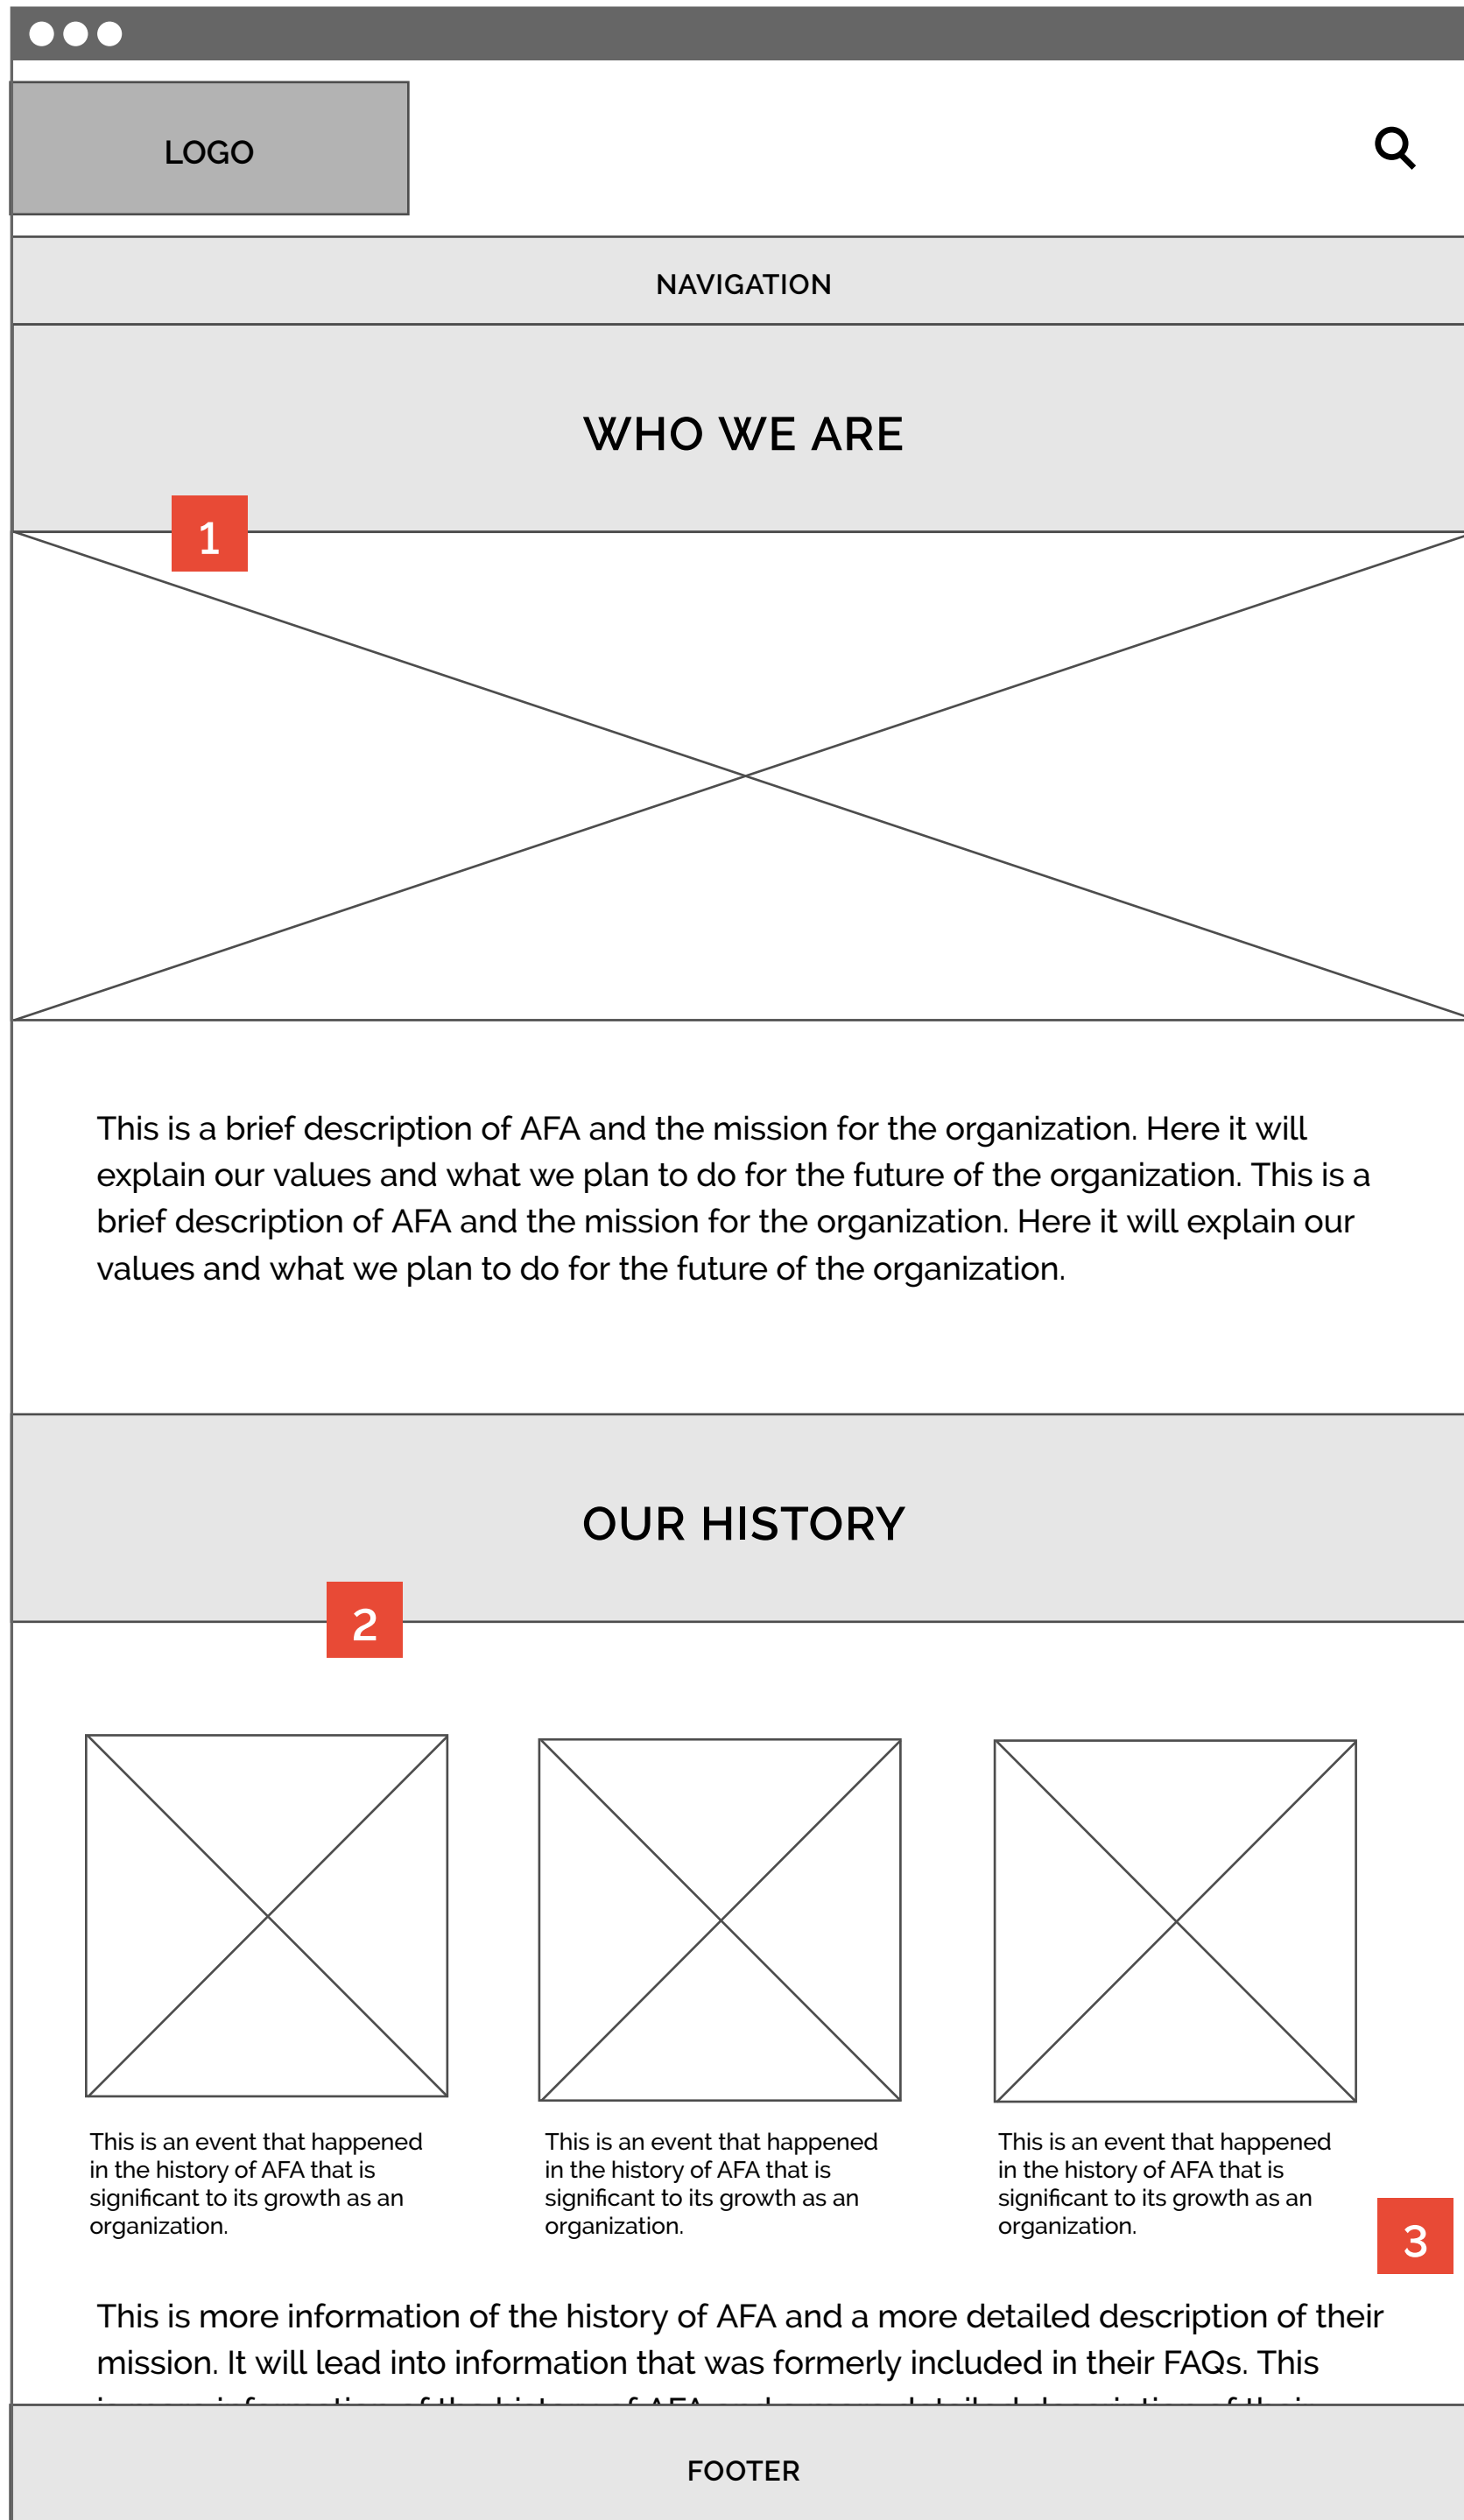 LOGO
NAVIGATION
WHO WE ARE
1
This is a brief description of AFA and the mission for the organization. Here it will
explain our values and what we plan to do for the future of the organization. This is a
brief description of AFA and the mission for the organization. Here it will explain our
values and what we plan to do for the future of the organization.
OUR HISTORY
2
This is an event that happened
in the history of AFA that is
significant to its growth as an
organization.
This is an event that happened
in the history of AFA that is
significant to its growth as an
organization.
This is an event that happened
in the history of AFA that is
significant to its growth as an
organization.
3
This is more information of the history of AFA and a more detailed description of their
mission. It will lead into information that was formerly included in their FAQs. This
FOOTER